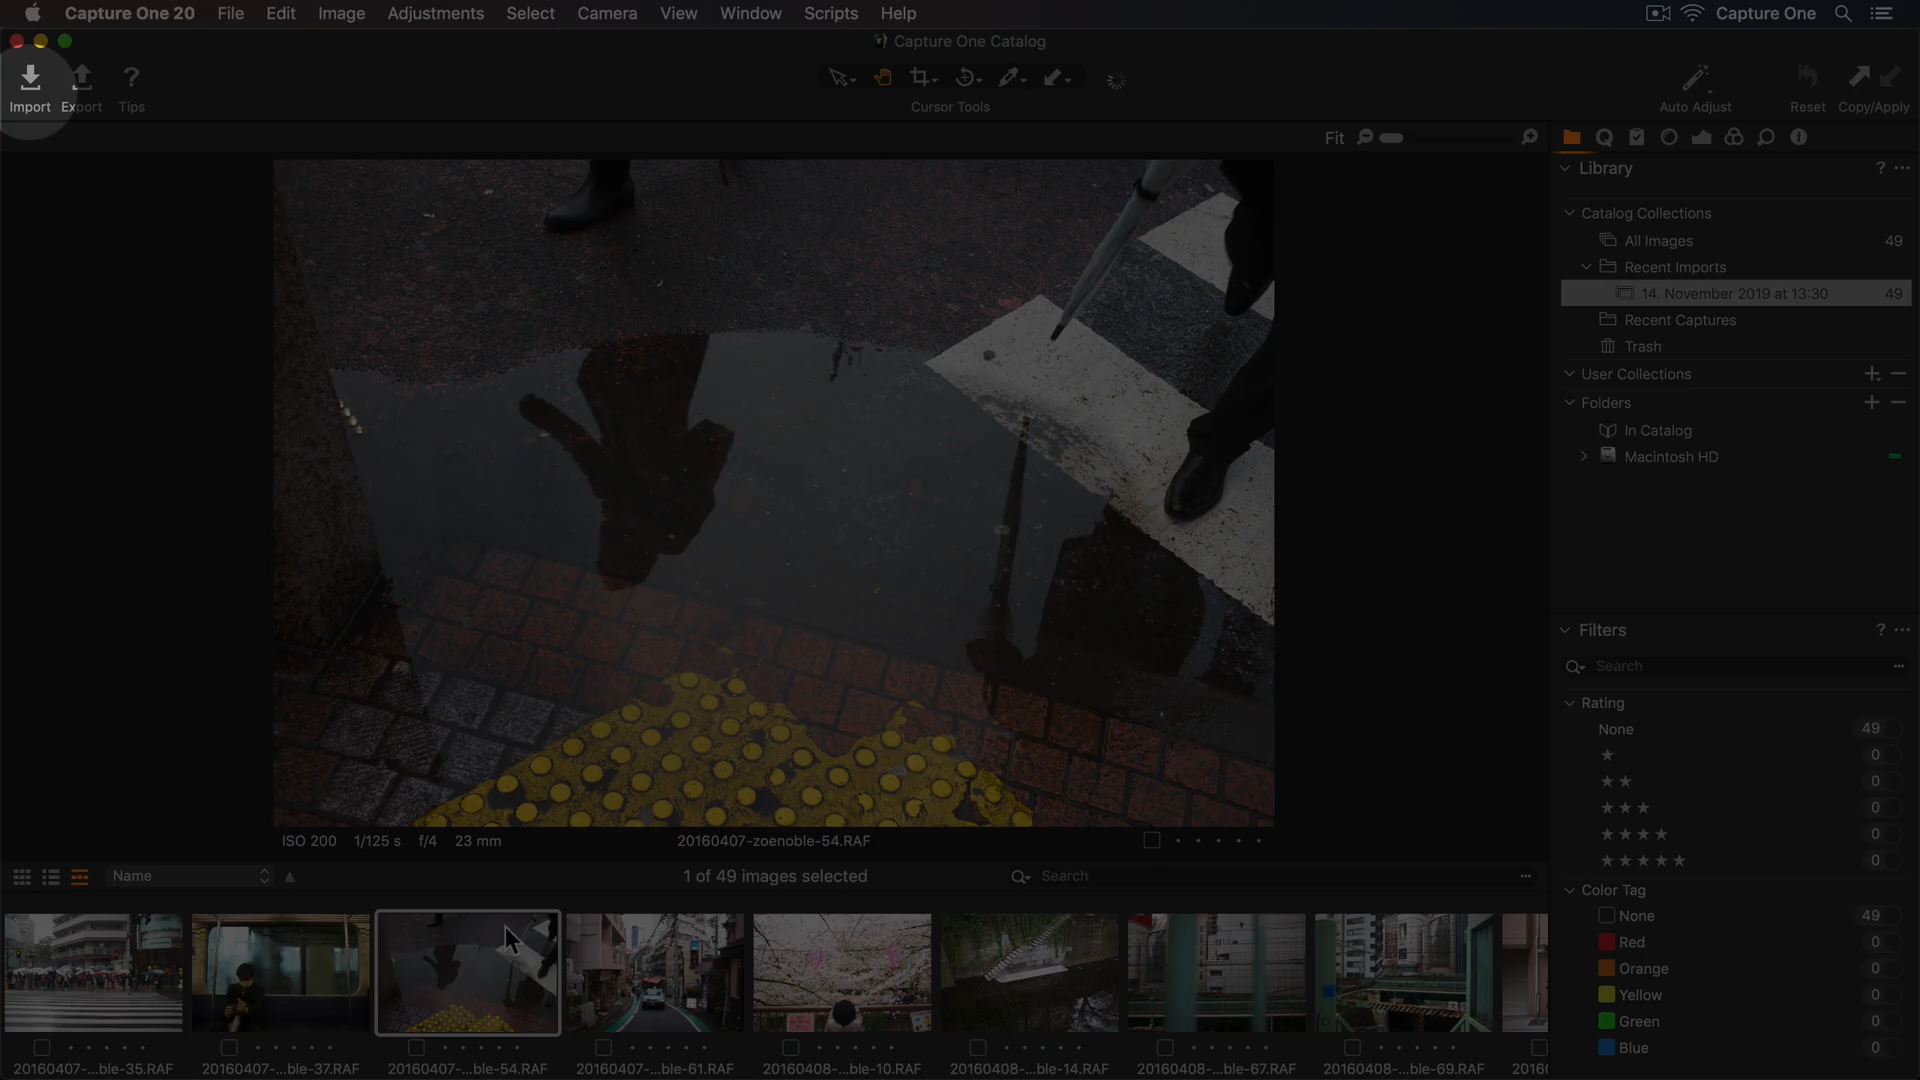 Capture One 20 File Edit Image Adjustments Select Camera View Window Scripts Help Capture One
Capture One Catalog
Import Export Tips Cursor Tools Auto Adjust Reset Copy/Apply
Fit
Library ? ...
Catalog Collections
All Images 49
Recent Imports
14. November 2019 at 13:30 49
Recent Captures
Trash
User Collections
Folders
In Catalog
Macintosh HD
Filters ? ...
Search ...
Rating
None 49
★ 0
★★ 0
★★★ 0
★★★★ 0
★★★★★ 0
Color Tag
None 49
Red 0
Orange 0
Yellow 0
Green 0
Blue 0
ISO 200 1/125 s f/4 23 mm 20160407-zoenoble-54.RAF
Name 1 of 49 images selected Search ...
20160407-...ble-35.RAF 20160407-...ble-37.RAF 20160407-...ble-54.RAF 20160407-...ble-61.RAF 20160408-...ble-10.RAF 20160408-...ble-14.RAF 20160408-...ble-67.RAF 20160408-...ble-69.RAF 20160